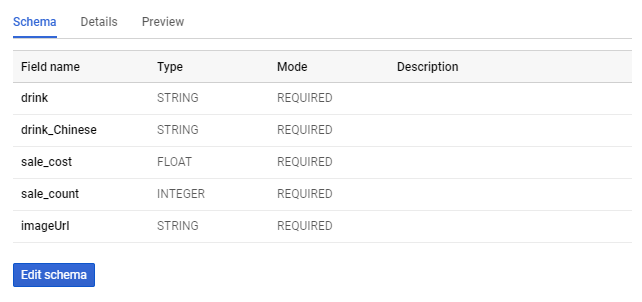 Schema Details Preview
Field name Type Mode Description
drink STRING REQUIRED
drink_Chinese STRING REQUIRED
sale_cost FLOAT REQUIRED
sale_count INTEGER REQUIRED
imageUrl STRING REQUIRED
Edit schema